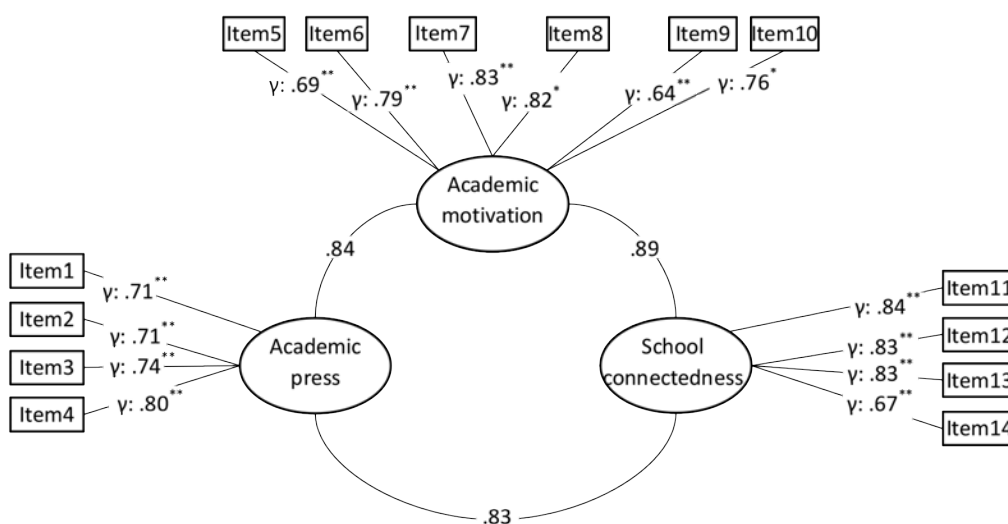 Item5 Item6 Item7 Item8 Item9 Item10
γ: .69** γ: .79** γ: .83** γ: .82* γ: .64** γ: .76*
Academic
motivation
.84 .89
Item1
γ: .71**
Item2
γ: .71**
Item3
γ: .74**
Item4
γ: .80**
Academic
press
School
connectedness
Item11
γ: .84**
Item12
γ: .83**
Item13
γ: .83**
Item14
γ: .67**
.83